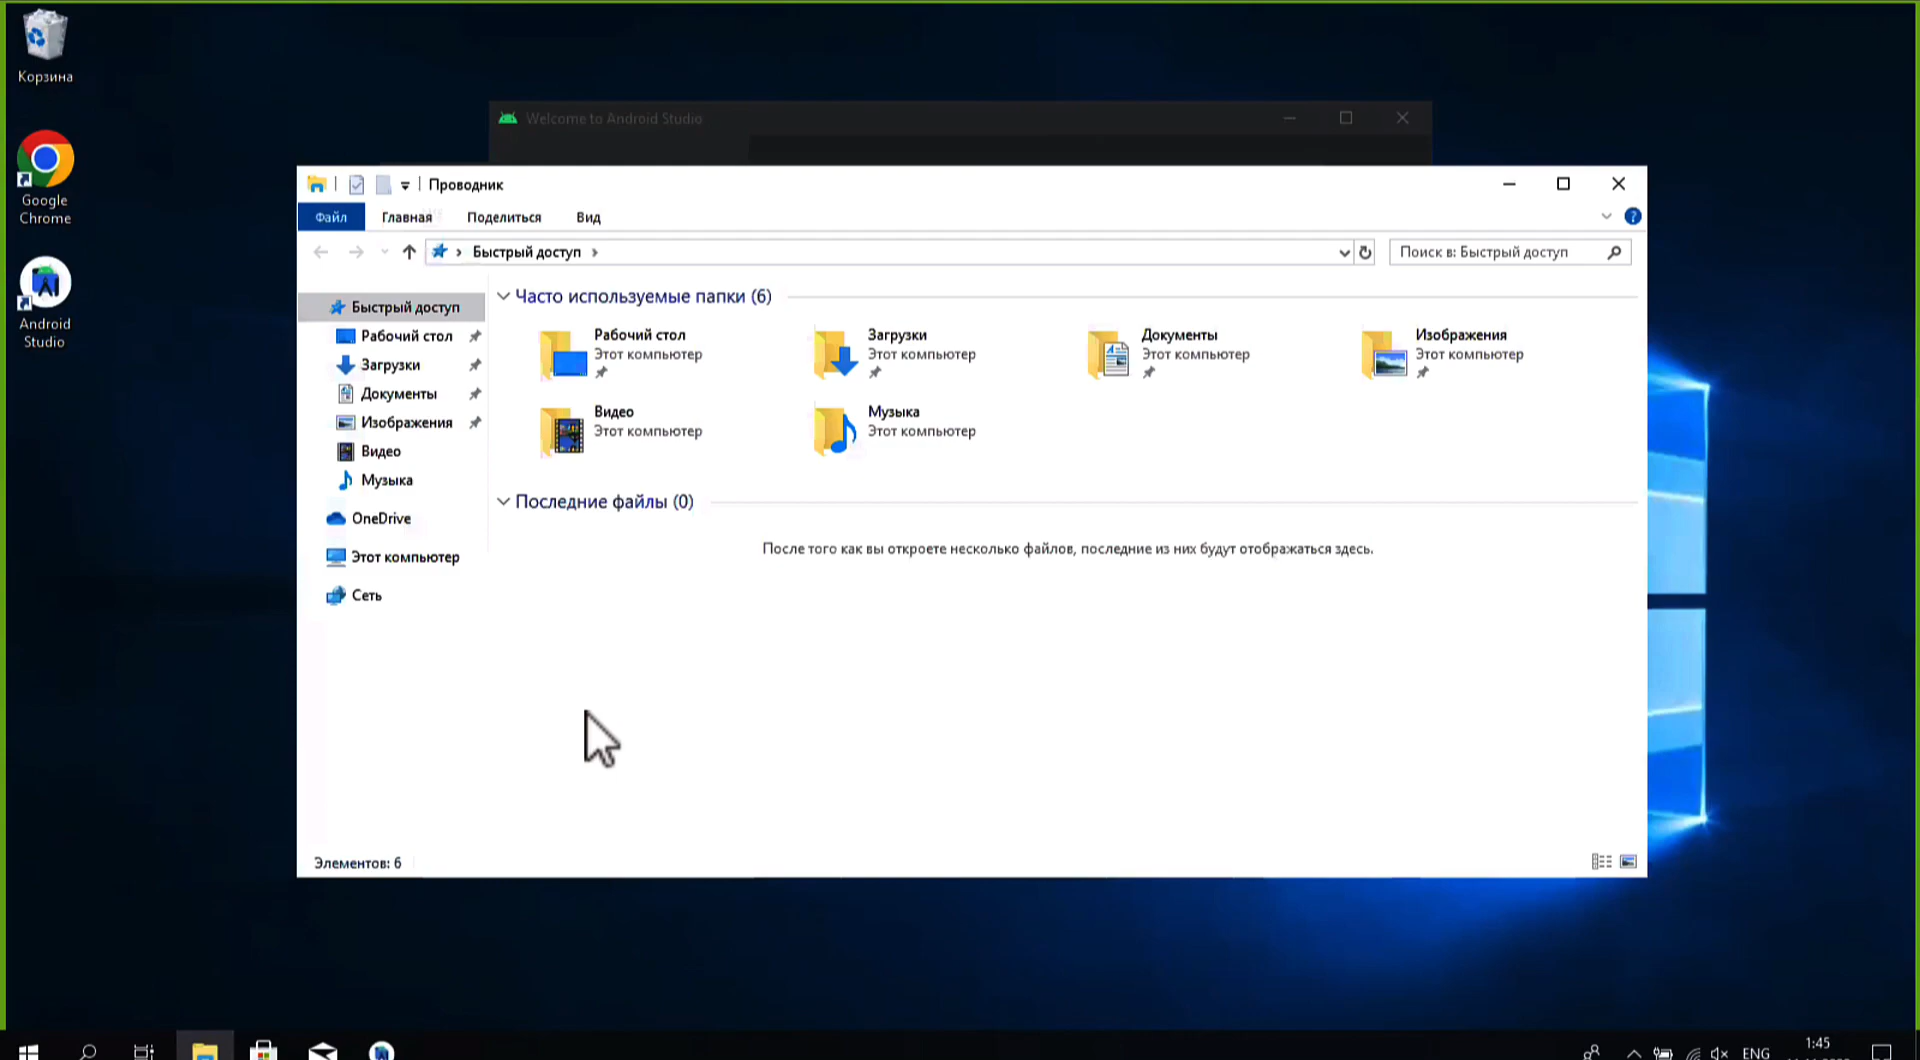 Корзина
Google
Chrome
Android
Studio
Welcome to Android Studio
Проводник
Файл
Главная
Поделиться
Вид
Быстрый доступ
Поиск в: Быстрый доступ
Быстрый доступ
Рабочий стол
Загрузки
Документы
Изображения
Видео
Музыка
OneDrive
Этот компьютер
Сеть
Часто используемые папки (6)
Рабочий стол
Этот компьютер
Загрузки
Этот компьютер
Документы
Этот компьютер
Изображения
Этот компьютер
Видео
Этот компьютер
Музыка
Этот компьютер
Последние файлы (0)
После того как вы откроете несколько файлов, последние из них будут отображаться здесь.
Элементов: 6
ENG
1:45